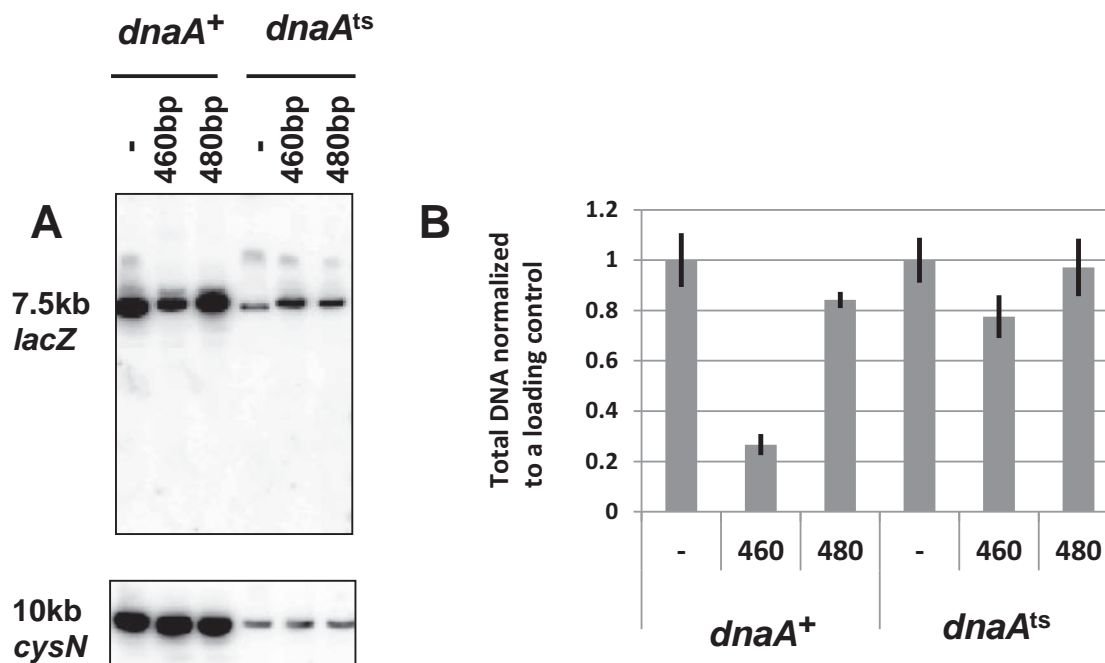 dnaA+ dnaAts
- 460bp 480bp - 460bp 480bp
A
7.5kb
lacZ
10kb
cysN
B
Total DNA normalized
to a loading control
1.2
1
0.8
0.6
0.4
0.2
0
- 460 480 - 460 480
dnaA+ dnaAts